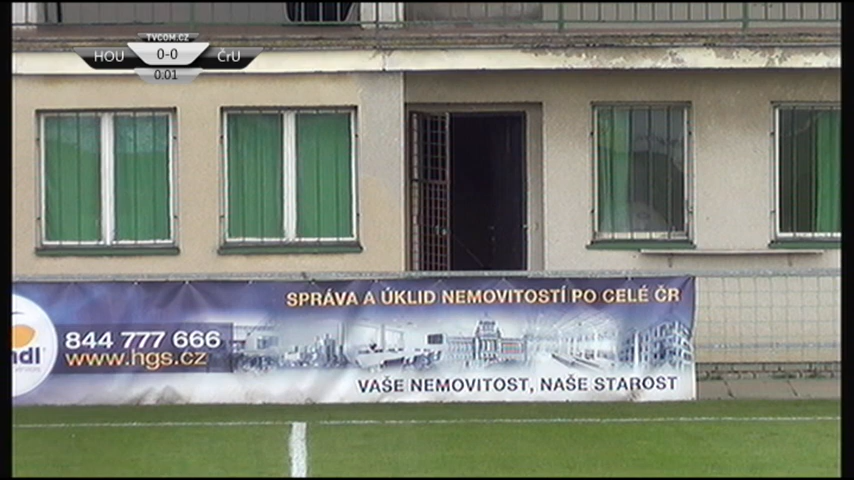 TVCOM.CZ
HOU 0-0 ČrU
0:01
SPRÁVA A ÚKLID NEMOVITOSTÍ PO CELÉ ČR
844 777 666
www.hgs.cz
VAŠE NEMOVITOST, NAŠE STAROST